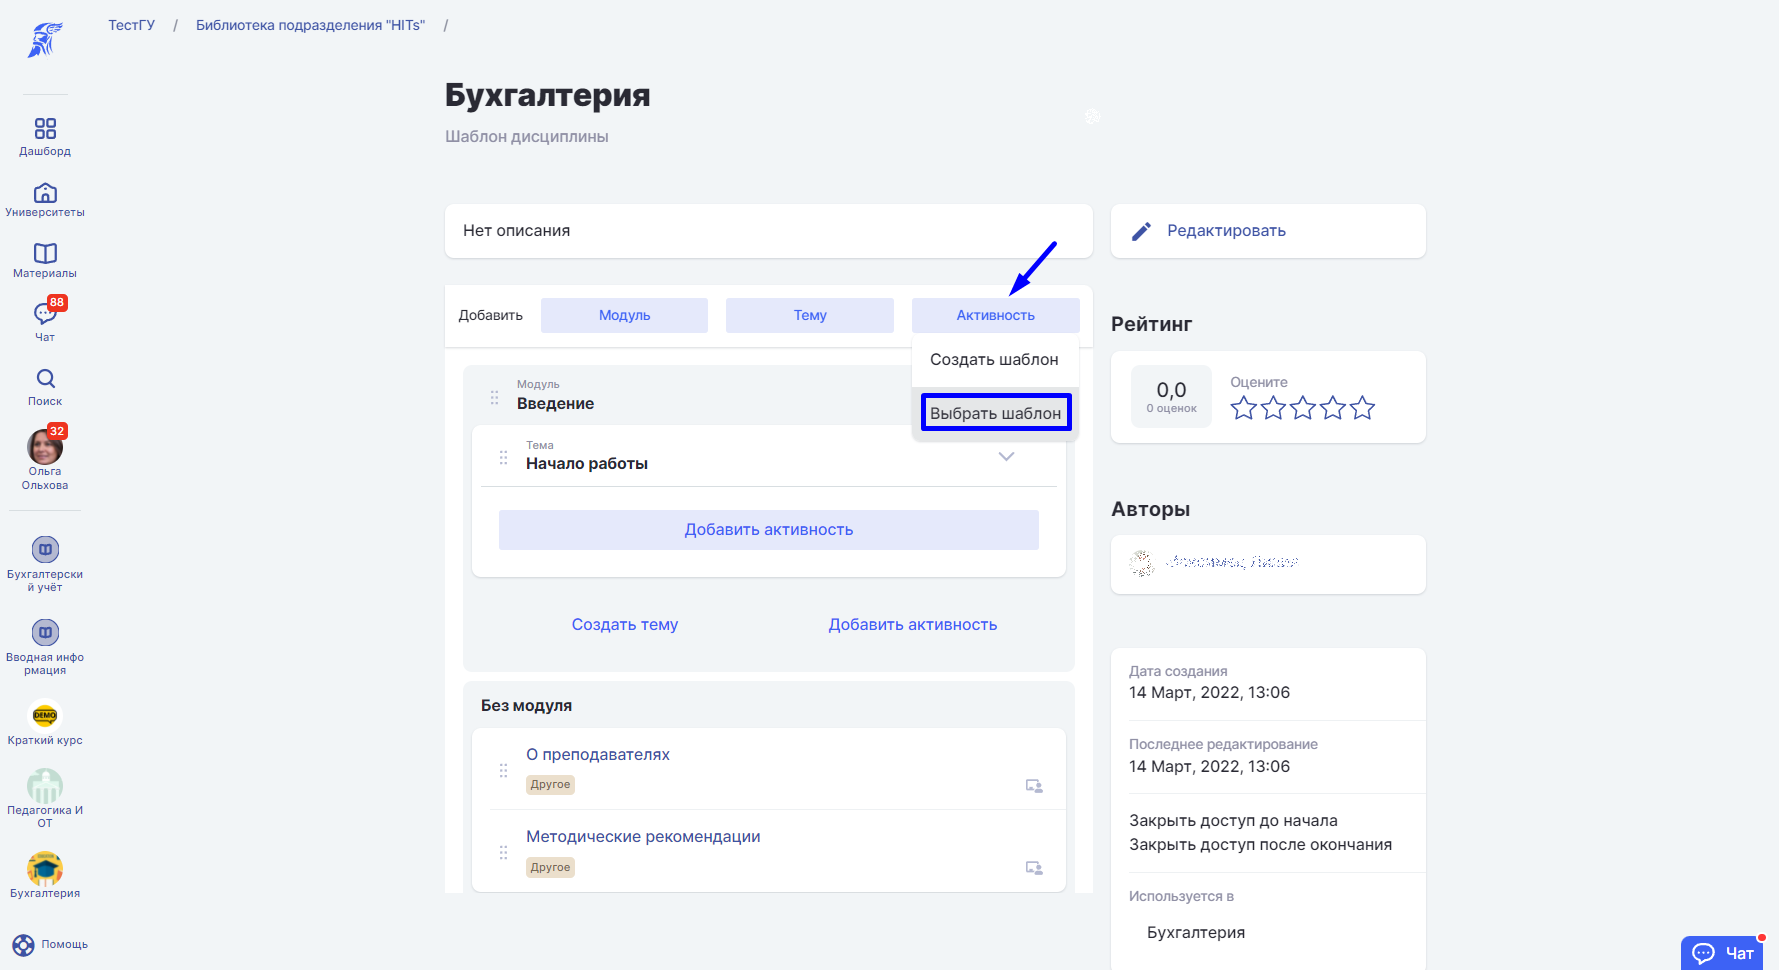 ТестГУ / Библиотека подразделения "HITs" /
Дашборд
Университеты
Материалы
88
Чат
Поиск
32
Ольга
Ольхова
Бухгалтерски
й учёт
Вводная инфо
рмация
DEMO
Краткий курс
Педагогика И
ОТ
Бухгалтерия
Помощь
Бухгалтерия
Шаблон дисциплины
Нет описания
Добавить Модуль Тему Активность
Создать шаблон
Выбрать шаблон
Модуль
Введение
Тема
Начало работы
Добавить активность
Создать тему Добавить активность
Без модуля
О преподавателях
Другое
Методические рекомендации
Другое
Редактировать
Рейтинг
0,0
0 оценок
Оцените
Авторы
Дата создания
14 Март, 2022, 13:06
Последнее редактирование
14 Март, 2022, 13:06
Закрыть доступ до начала
Закрыть доступ после окончания
Используется в
Бухгалтерия
Чат